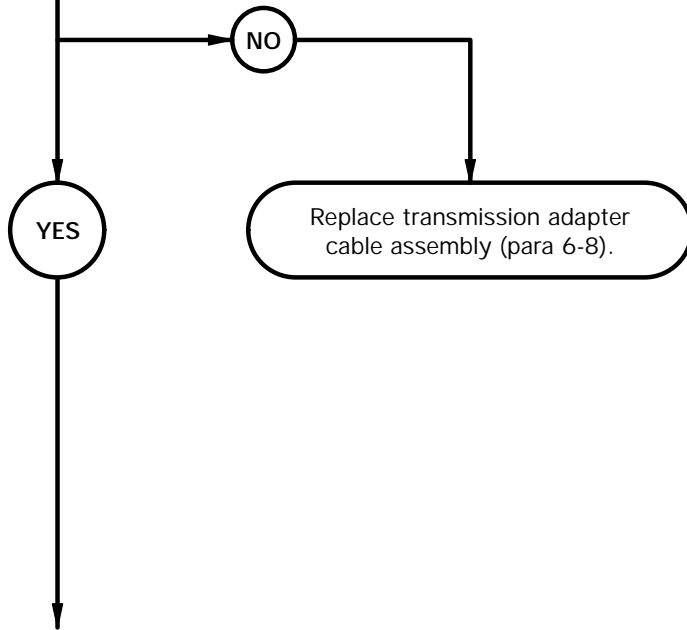 NO
YES
Replace transmission adapter
cable assembly (para 6-8).